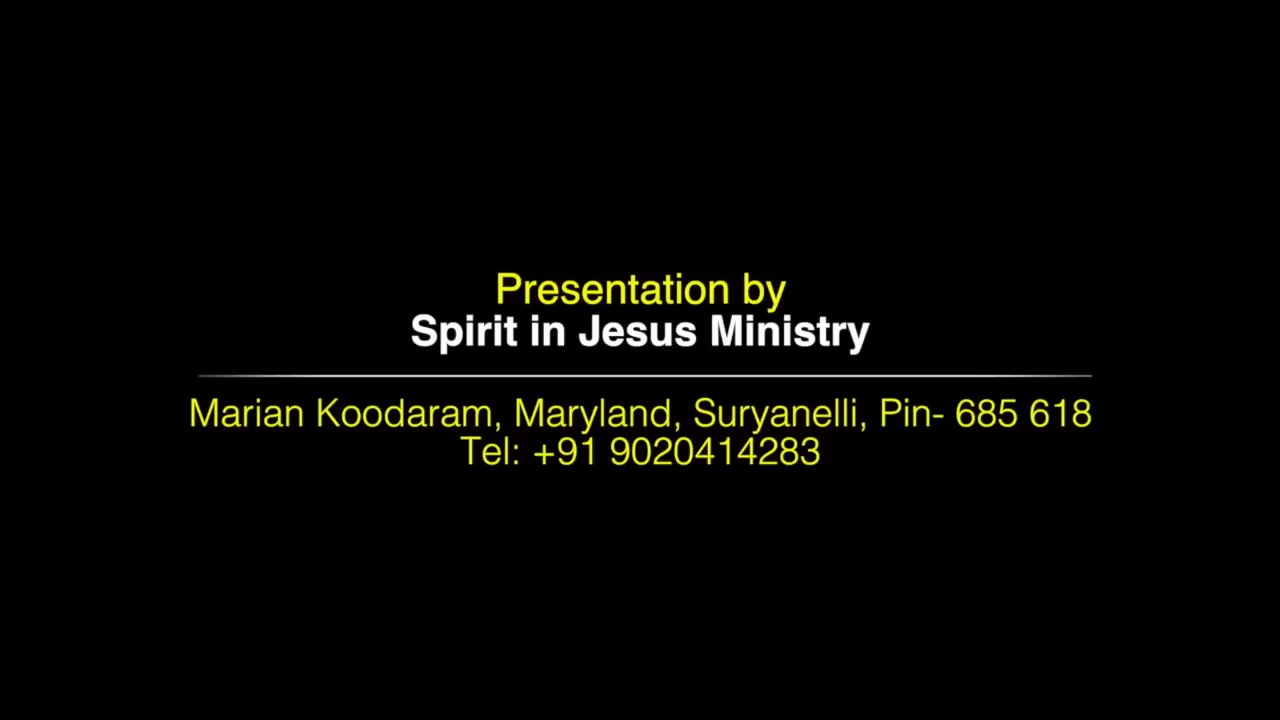 Presentation by
Spirit in Jesus Ministry
Marian Koodaram, Maryland, Suryanelli, Pin- 685 618
Tel: +91 9020414283